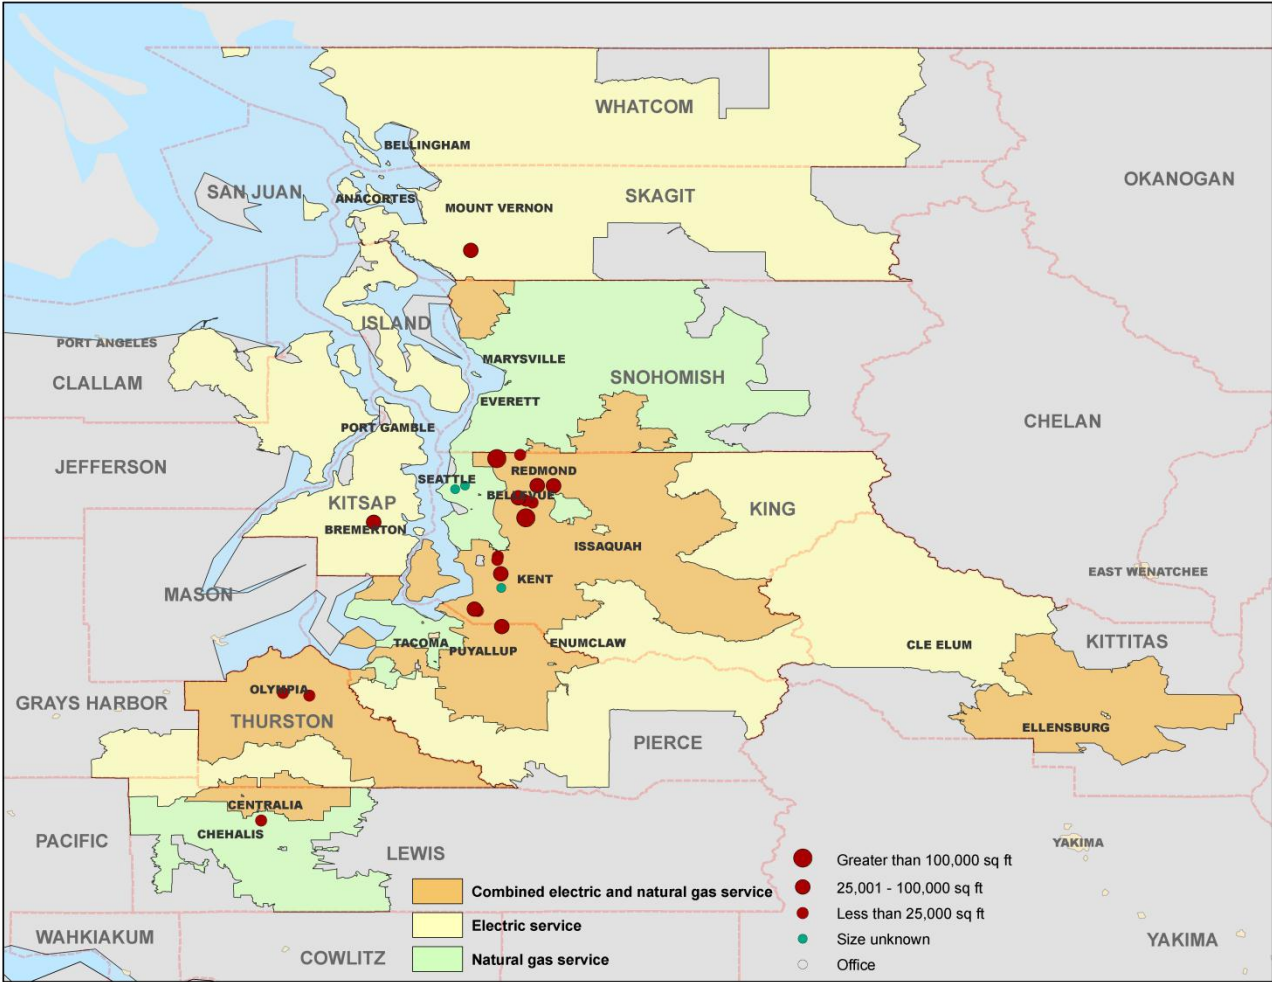 WHATCOM
BELLINGHAM
OKANOGAN
SAN JUAN
ANACORTES
SKAGIT
MOUNT VERNON
ISLAND
PORT ANGELES
MARYSVILLE
CLALLAM
SNOHOMISH
EVERETT
CHELAN
PORT GAMBLE
JEFFERSON
REDMOND
SEATTLE
BELLEVUE
KITSAP
KING
BREMERTON
ISSAQUAH
EAST WENATCHEE
KENT
MASON
TACOMA
ENUMCLAW
KITTITAS
CLE ELUM
PUYALLUP
OLYMPIA
GRAYS HARBOR
THURSTON
ELLENSBURG
PIERCE
CENTRALIA
CHEHALIS
PACIFIC
YAKIMA
LEWIS
WAHKIAKUM
COWLITZ
YAKIMA
Combined electric and natural gas service
Electric service
Natural gas service
Greater than 100,000 sq ft
25,001 - 100,000 sq ft
Less than 25,000 sq ft
Size unknown
Office